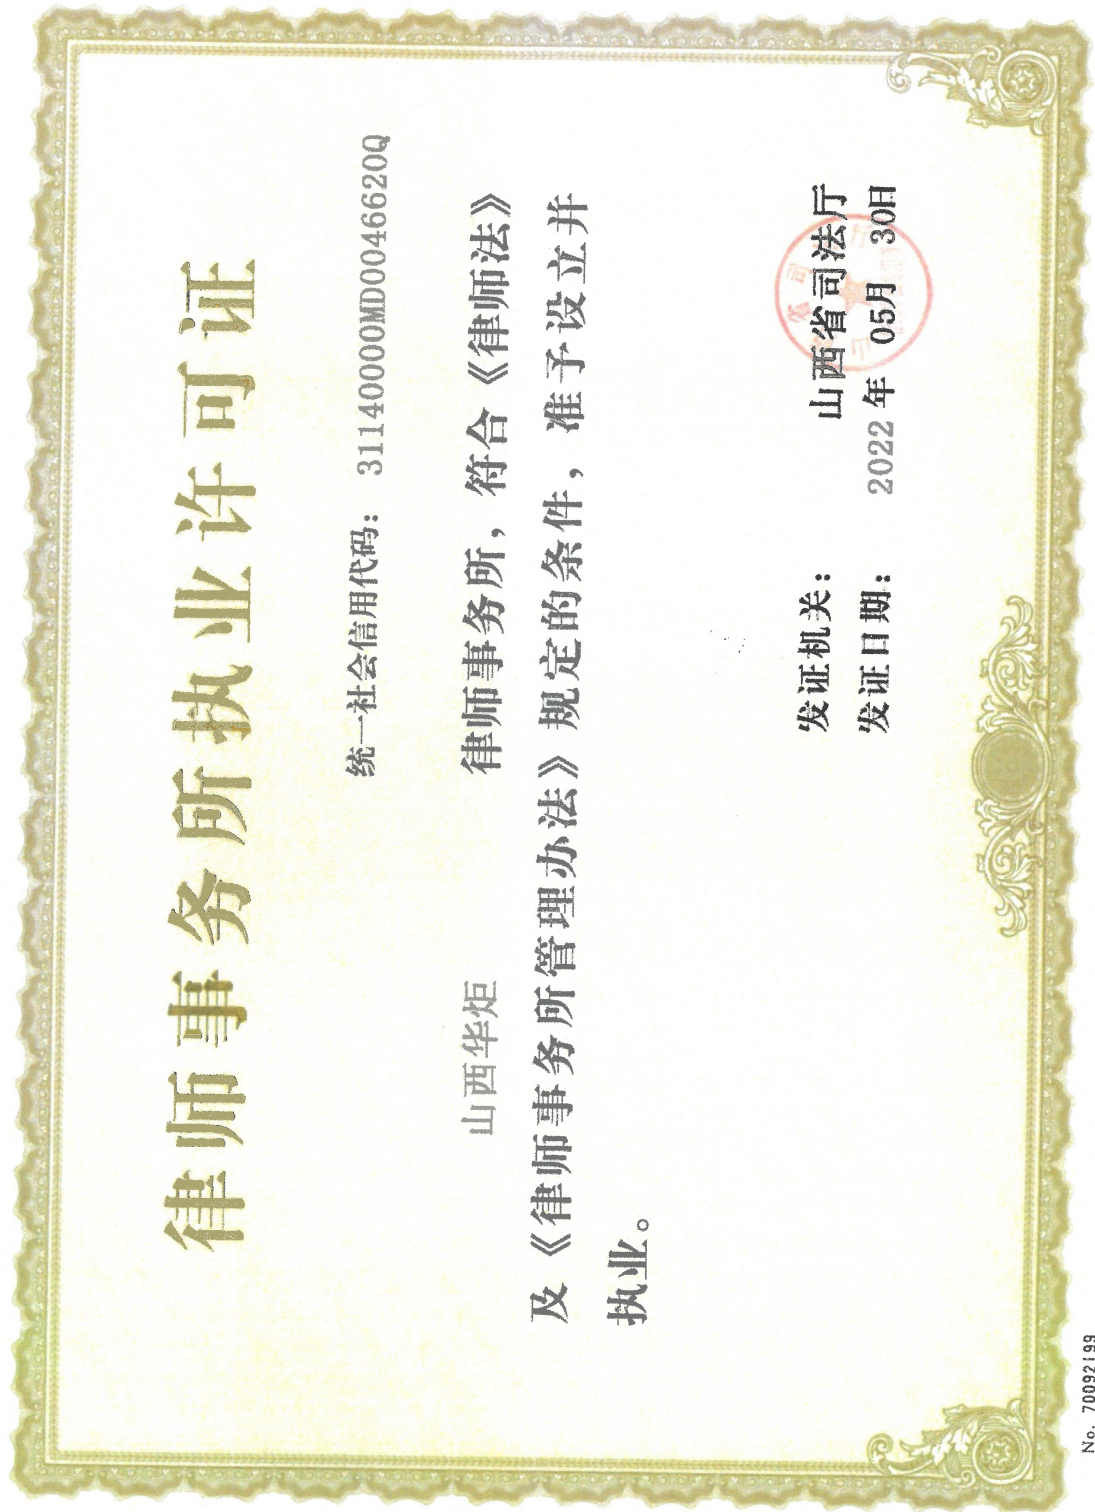 律师事务所执业许可证
统一社会信用代码: 31140000MD0046620Q
山西华炬 律师事务所，符合《律师法》
及《律师事务所管理办法》规定的条件，准予设立并
执业。
发证机关： 山西省司法厅
发证日期： 2022 年 05月 30日
No. 70092199